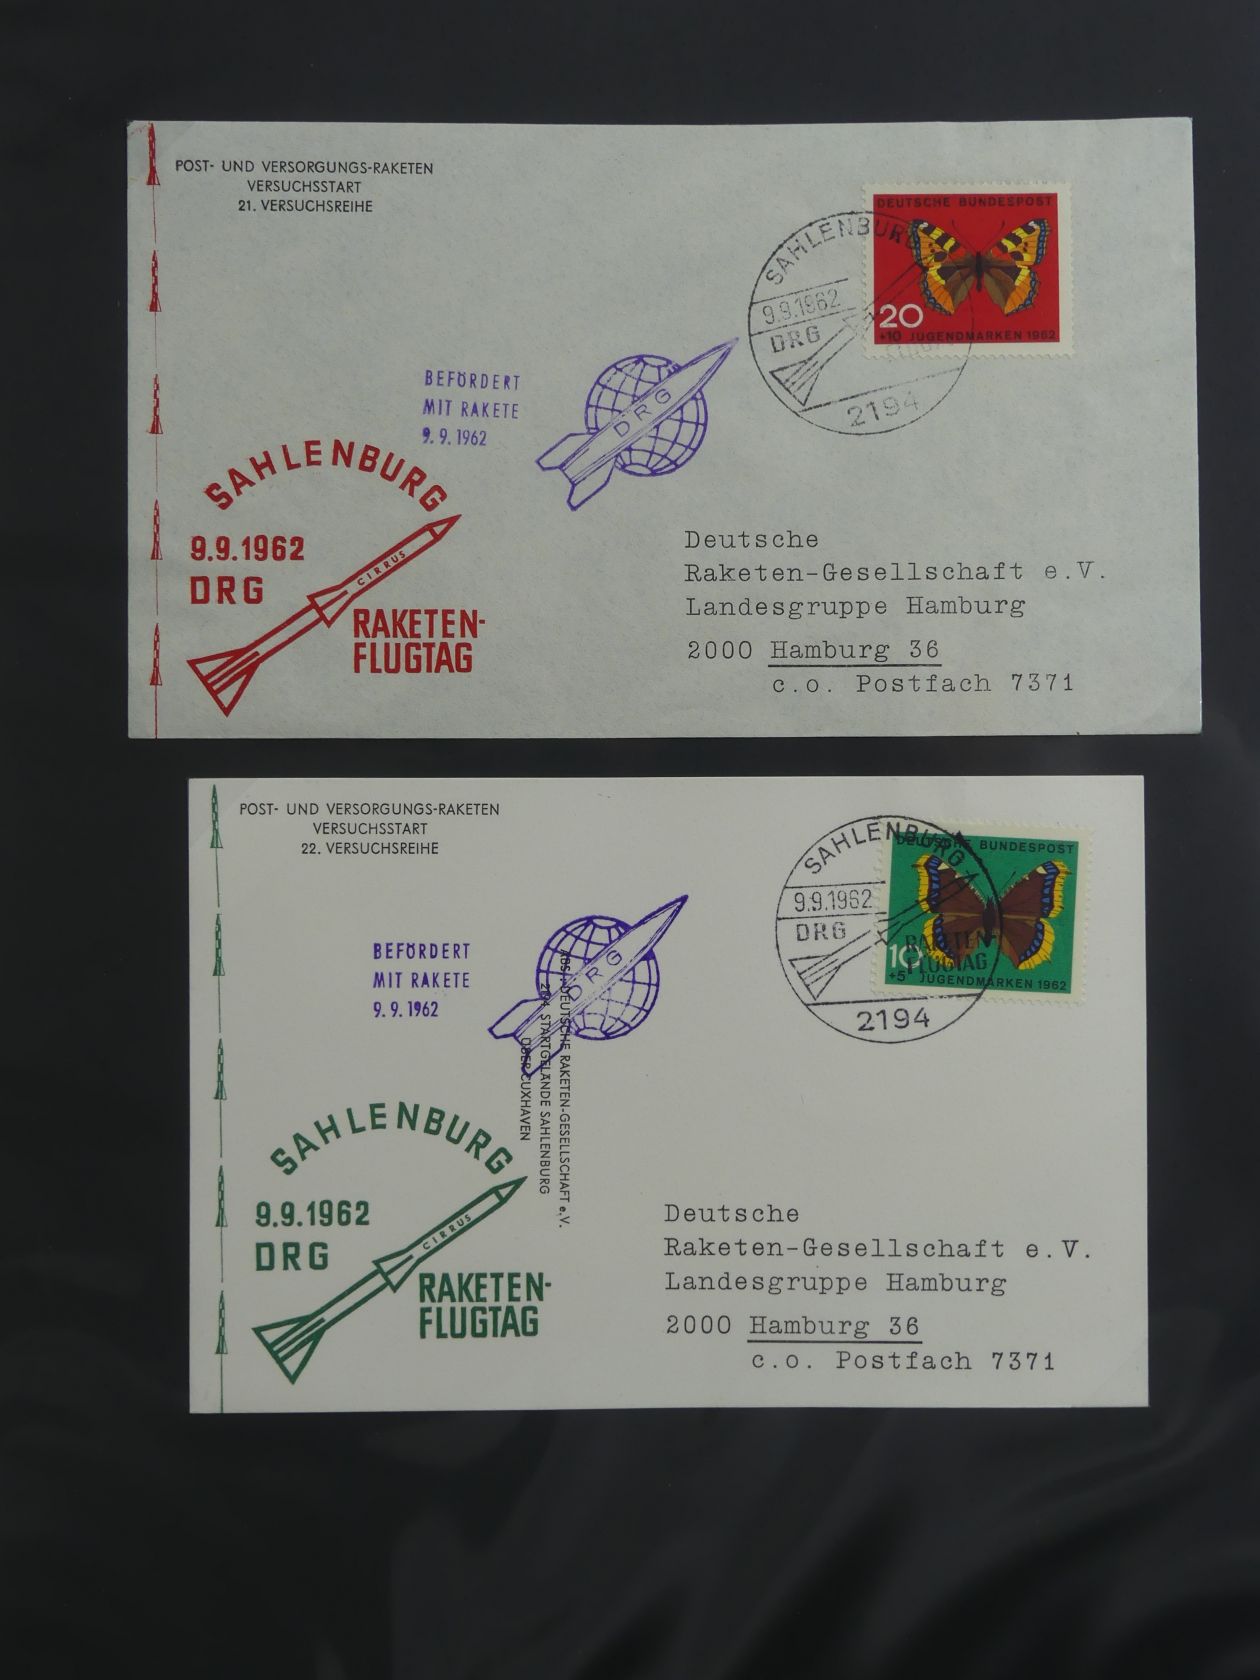 POST- UND VERSORGUNGS-RAKETEN
VERSUCHSSTART
21. VERSUCHSREIHE
DEUTSCHE BUNDESPOST
20
+10 JUGENDMARKEN 1962
SAHLENBURG
9.9.1962
DRG
2194
BEFÖRDERT
MIT RAKETE
9. 9. 1962
DRG
SAHLENBURG
9.9.1962
DRG
CIRRUS
RAKETEN-
FLUGTAG
Deutsche
Raketen-Gesellschaft e.V.
Landesgruppe Hamburg
2000 Hamburg 36
c.o. Postfach 7371
POST- UND VERSORGUNGS-RAKETEN
VERSUCHSSTART
22. VERSUCHSREIHE
DEUTSCHE BUNDESPOST
10
+5 JUGENDMARKEN 1962
SAHLENBURG
9.9.1962
DRG
RAKETEN-
FLUGTAG
2194
BEFÖRDERT
MIT RAKETE
9. 9. 1962
DRG
ABS.: DEUTSCHE RAKETEN-GESELLSCHAFT e.V.
STARTGELÄNDE SAHLENBURG
ÜBER CUXHAVEN
SAHLENBURG
9.9.1962
DRG
CIRRUS
RAKETEN-
FLUGTAG
Deutsche
Raketen-Gesellschaft e.V.
Landesgruppe Hamburg
2000 Hamburg 36
c.o. Postfach 7371